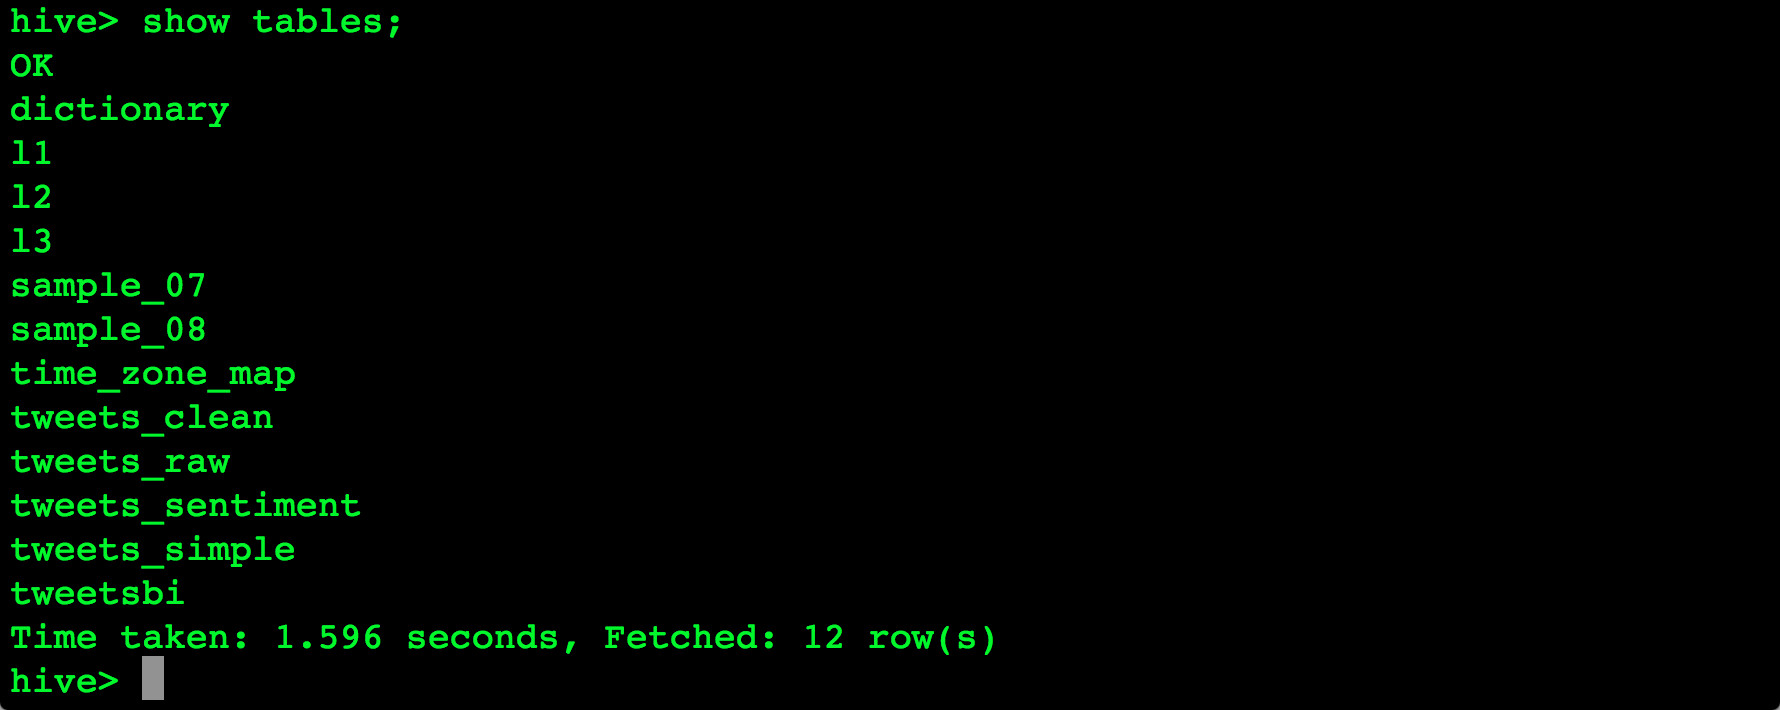 hive> show tables;
OK
dictionary
l1
l2
l3
sample_07
sample_08
time_zone_map
tweets_clean
tweets_raw
tweets_sentiment
tweets_simple
tweetsbi
Time taken: 1.596 seconds, Fetched: 12 row(s)
hive>